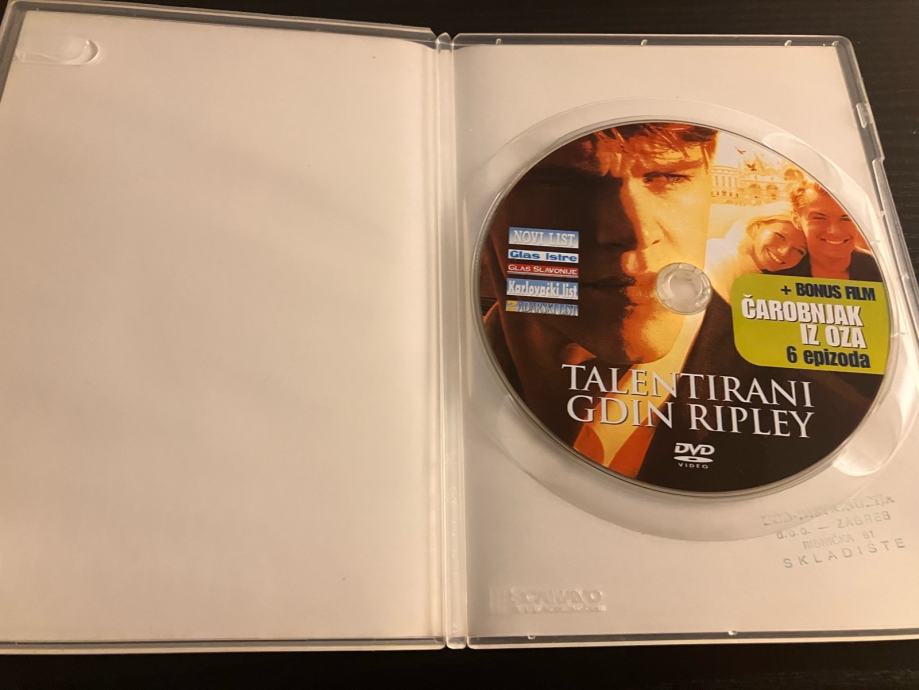 NOVI LIST
Glas Istre
GLAS SLAVONIJE
Karlovački list
+ BONUS FILM
ČAROBNJAK
IZ OZA
6 epizoda
TALENTIRANI
GDIN RIPLEY
DVD
VIDEO
d.o.o. — ZAGREB
61
SKLADIŠTE